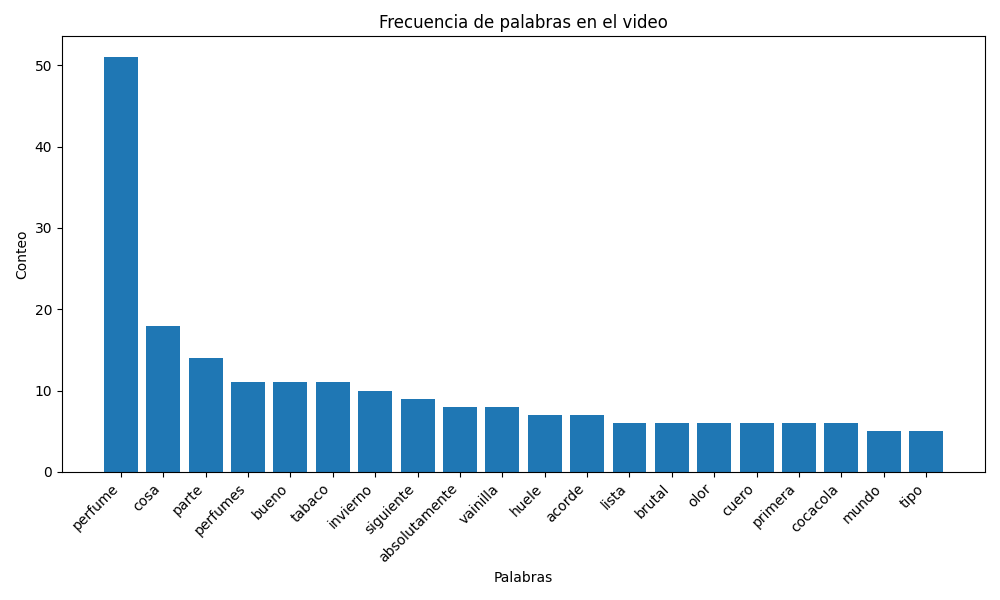 Frecuencia de palabras en el video
Conteo
50
40
30
20
10
0
perfume
cosa
parte
perfumes
bueno
tabaco
invierno
siguiente
absolutamente
vainilla
huele
acorde
lista
brutal
olor
cuero
primera
cocacola
mundo
tipo
Palabras